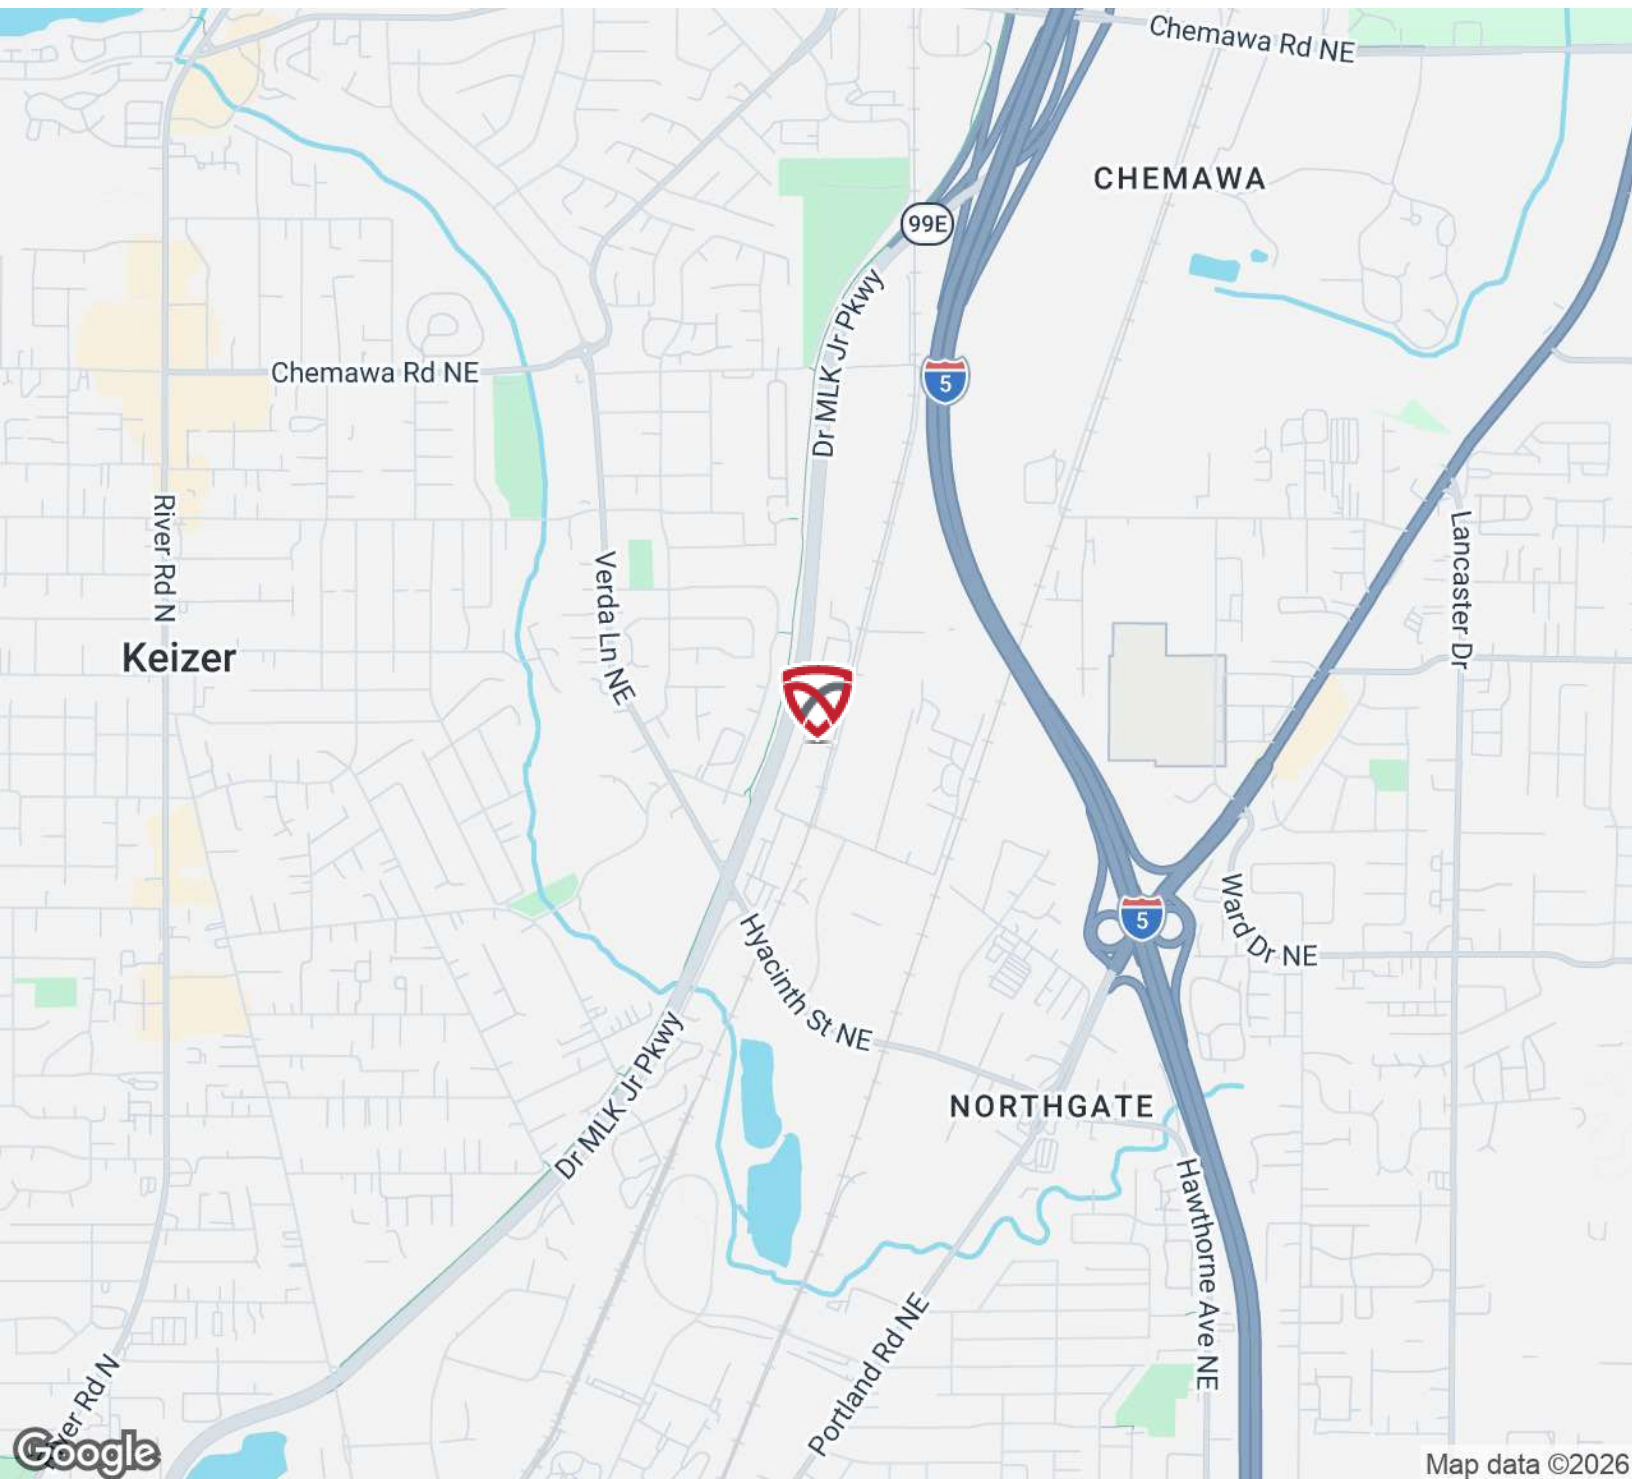 Chemawa Rd NE
CHEMAWA
99E
Dr MLK Jr Pkwy
5
Chemawa Rd NE
River Rd N
Lancaster Dr
Verda Ln NE
Keizer
5
Ward Dr NE
Hyacinth St NE
Dr MLK Jr Pkwy
NORTHGATE
Hawthorne Ave NE
Portland Rd NE
River Rd N
Google
Map data ©2026